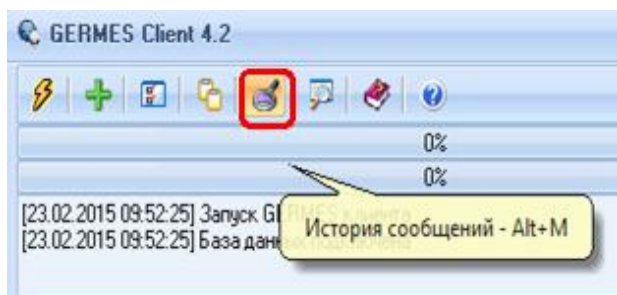 GERMES Client 4.2
0%
0%
[23.02.2015 09:52:25] Запуск GERMES клиента
[23.02.2015 09:52:25] База данных подключена
История сообщений - Alt+M